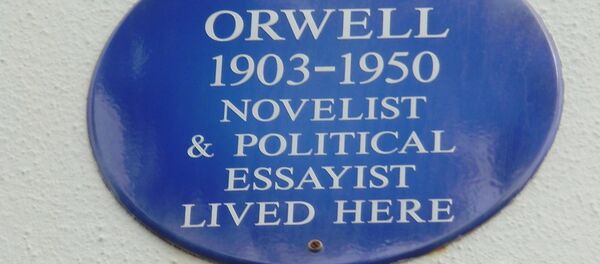 ORWELL
1903–1950
NOVELIST
& POLITICAL
ESSAYIST
LIVED HERE